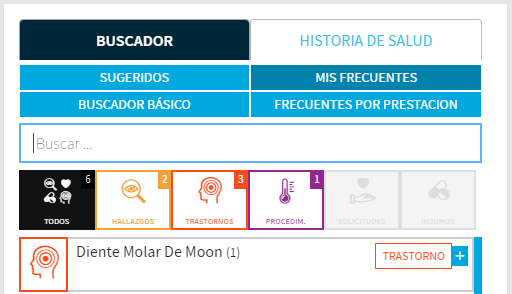 BUSCADOR
HISTORIA DE SALUD
SUGERIDOS
MIS FRECUENTES
BUSCADOR BÁSICO
FRECUENTES POR PRESTACION
Buscar ...
6
2
3
1
TODOS
HALLAZGOS
TRASTORNOS
PROCEDIM.
SOLICITUDES
INSUMOS
Diente Molar De Moon (1)
TRASTORNO +